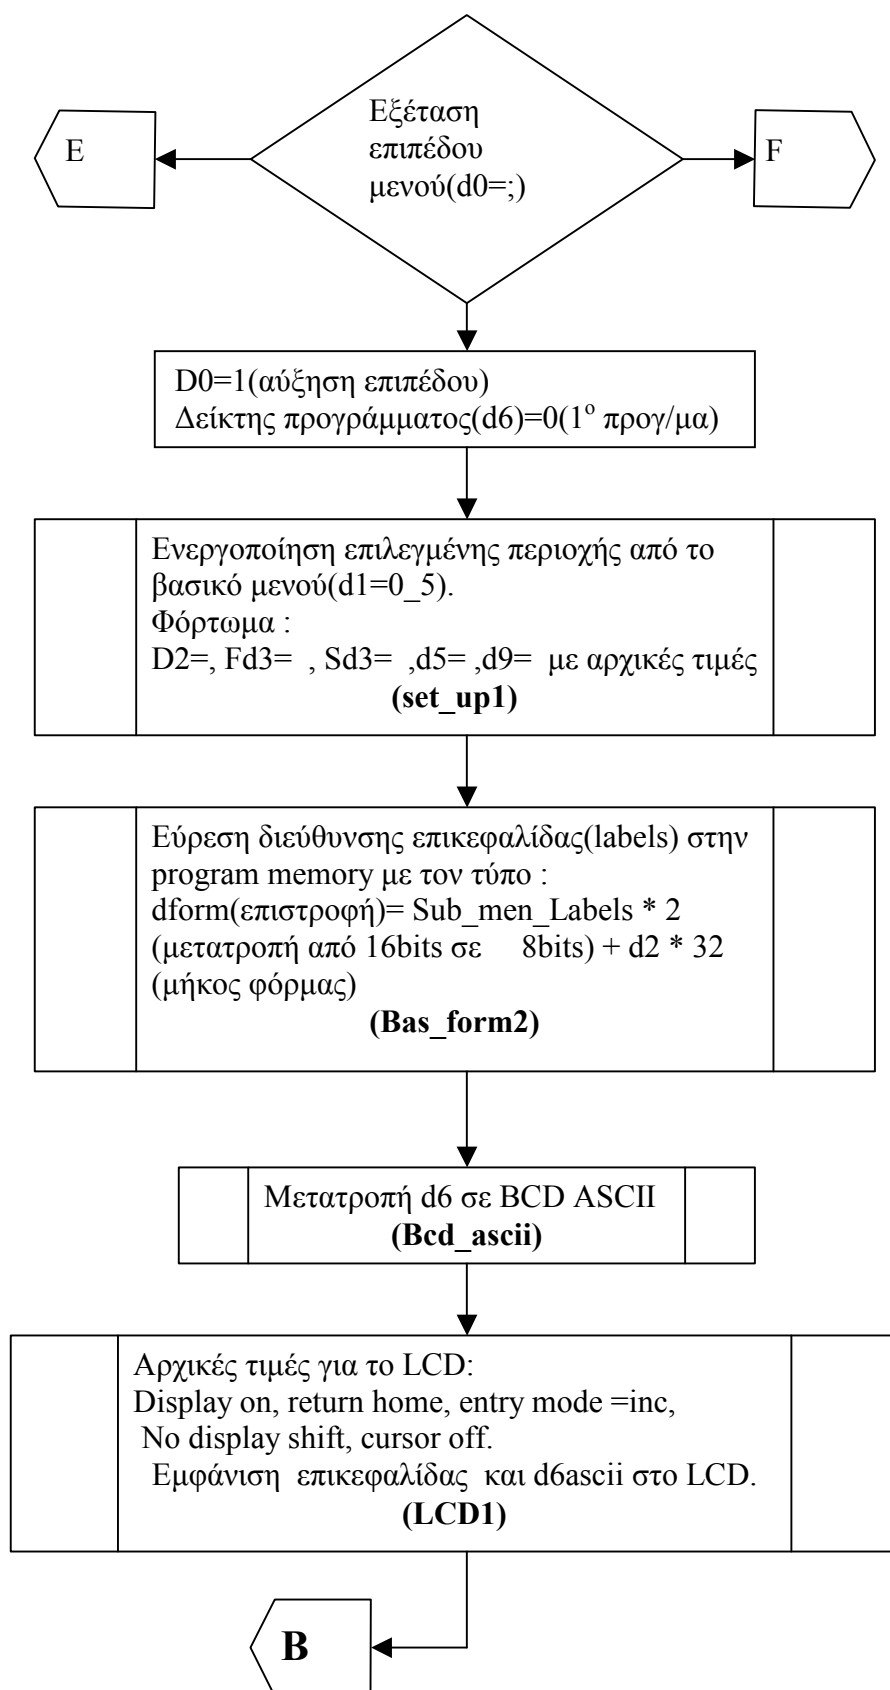 Εξέταση
επιπέδου
μενού(d0=;)
E
F
D0=1(αύξηση επιπέδου)
Δείκτης προγράμματος(d6)=0(1ο προγ/μα)
Ενεργοποίηση επιλεγμένης περιοχής από το
βασικό μενού(d1=0_5).
Φόρτωμα :
D2=, Fd3= , Sd3= ,d5= ,d9= με αρχικές τιμές
(set_up1)
Εύρεση διεύθυνσης επικεφαλίδας(labels) στην
program memory με τον τύπο :
dform(επιστροφή)= Sub_men_Labels * 2
(μετατροπή από 16bits σε 8bits) + d2 * 32
(μήκος φόρμας)
(Bas_form2)
Μετατροπή d6 σε BCD ASCII
(Bcd_ascii)
Αρχικές τιμές για το LCD:
Display on, return home, entry mode =inc,
No display shift, cursor off.
Εμφάνιση επικεφαλίδας και d6ascii στο LCD.
(LCD1)
B